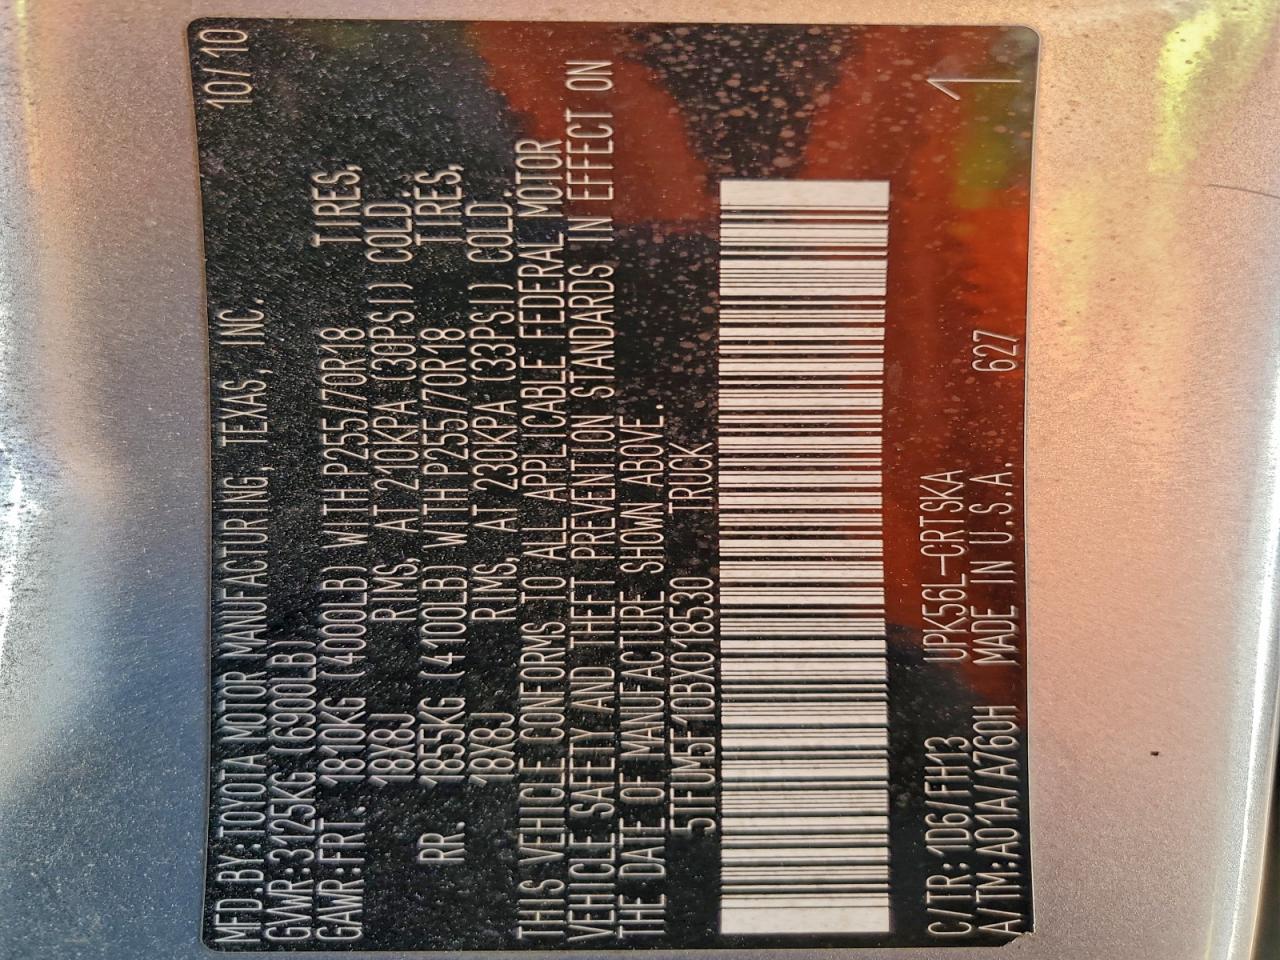 MFD.BY:TOYOTA MOTOR MANUFACTURING, TEXAS, INC. 10/10
GVWR:3125KG(6900LB)
GAWR:FRT. 1810KG (4000LB) WITH P255/70R18 TIRES,
18X8J RIMS, AT 210KPA (30PSI) COLD.
RR. 1855KG (4100LB) WITH P255/70R18 TIRES,
18X8J RIMS, AT 230KPA (33PSI) COLD.
THIS VEHICLE CONFORMS TO ALL APPLICABLE FEDERAL MOTOR
VEHICLE SAFETY AND THEFT PREVENTION STANDARDS IN EFFECT ON
THE DATE OF MANUFACTURE SHOWN ABOVE.
5TFUM5F10BX018530 TRUCK
C/TR:1D6/FH13 UPK56L-CRTSKA
A/TM:A01A/A760H MADE IN U.S.A. 627